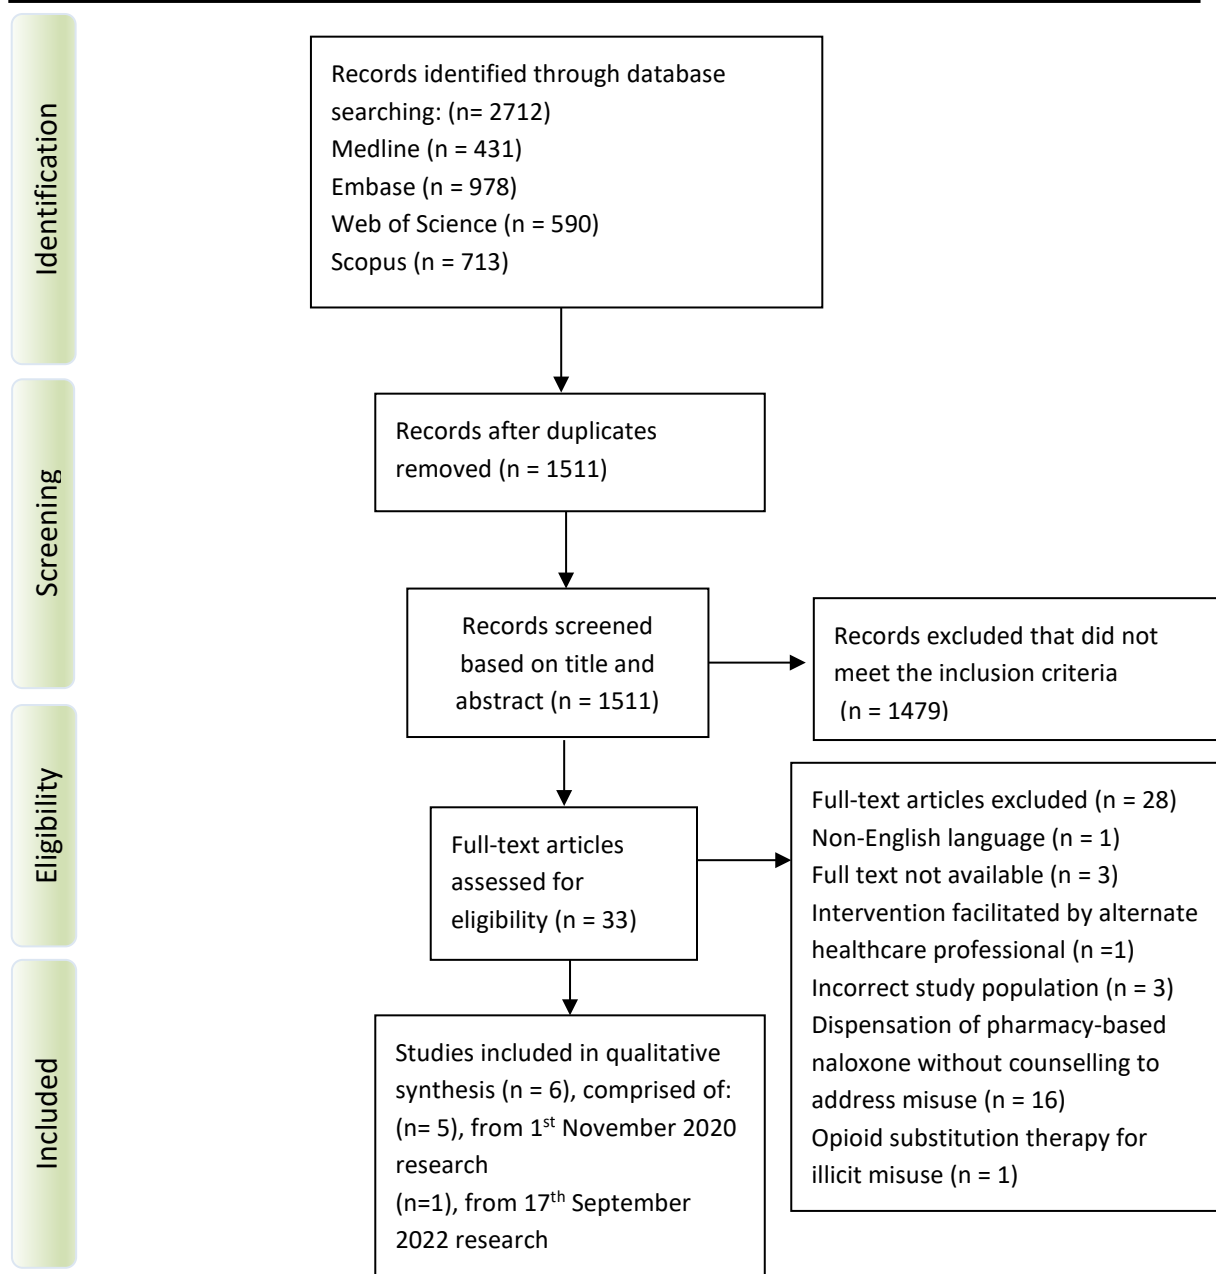 Identification
Records identified through database
searching: (n= 2712)
Medline (n = 431)
Embase (n = 978)
Web of Science (n = 590)
Scopus (n = 713)
Screening
Records after duplicates
removed (n = 1511)
Records screened
based on title and
abstract (n = 1511)
Records excluded that did not
meet the inclusion criteria
(n = 1479)
Eligibility
Full-text articles
assessed for
eligibility (n = 33)
Full-text articles excluded (n = 28)
Non-English language (n = 1)
Full text not available (n = 3)
Intervention facilitated by alternate
healthcare professional (n =1)
Incorrect study population (n = 3)
Dispensation of pharmacy-based
naloxone without counselling to
address misuse (n = 16)
Opioid substitution therapy for
illicit misuse (n = 1)
Included
Studies included in qualitative
synthesis (n = 6), comprised of:
(n= 5), from 1st November 2020
research
(n=1), from 17th September
2022 research